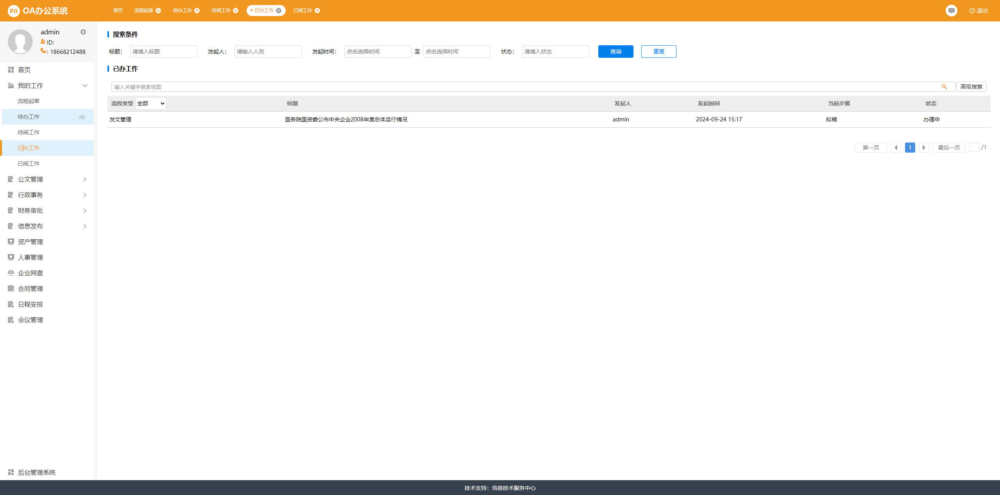 FII OA办公系统
首页 流程起草 待办工作 待阅工作 已办工作 已阅工作
退出
admin
ID:
: 18668212488
首页
我的工作
流程起草
待办工作 (6)
待阅工作
已办工作
已阅工作
公文管理
行政事务
财务审批
信息发布
资产管理
人事管理
企业网盘
合同管理
日程安排
会议管理
后台管理系统
搜索条件
标题： 请填入标题 发起人： 请输入人员 发起时间： 点击选择时间 至 点击选择时间 状态： 请填入状态 查询 重置
已办工作
输入关键字搜索视图 高级搜索
流程类型 全部 标题 发起人 发起时间 当前步骤 状态
发文管理 国务院国资委公布中央企业2008年度总体运行情况 admin 2024-09-24 15:17 拟稿 办理中
第一页 1 最后一页 /1
技术支持：信息技术服务中心